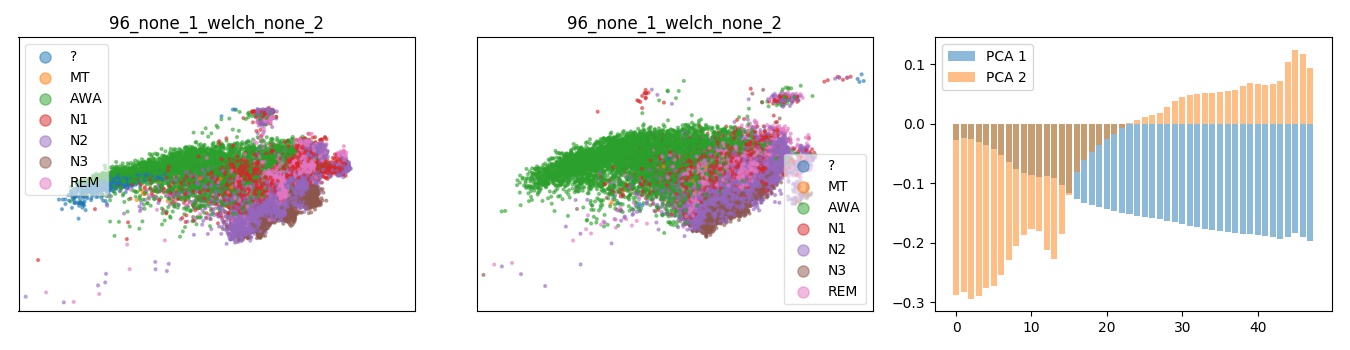 96_none_1_welch_none_2
?
MT
AWA
N1
N2
N3
REM
96_none_1_welch_none_2
?
MT
AWA
N1
N2
N3
REM
PCA 1
PCA 2
0.1
0.0
−0.1
−0.2
−0.3
0
10
20
30
40